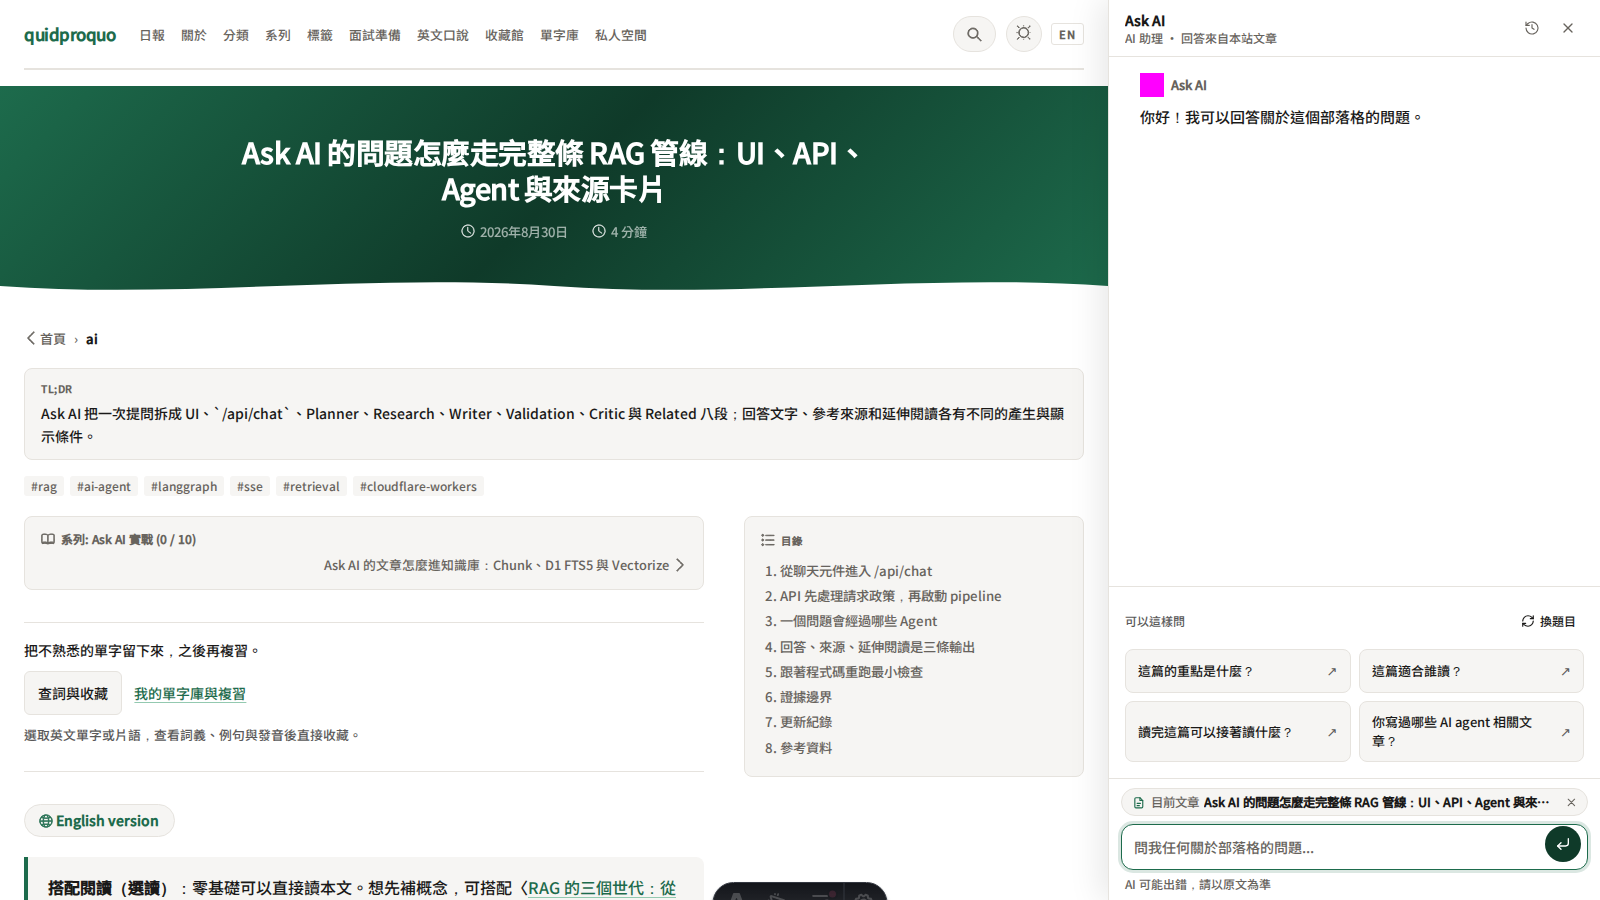 quidproquo
日報 關於 分類 系列 標籤 面試準備 英文口說 收藏館 單字庫 私人空間
EN
Ask AI 的問題怎麼走完整條 RAG 管線：UI、API、
Agent 與來源卡片
2026年8月30日 4 分鐘
首頁 › ai
TL;DR
Ask AI 把一次提問拆成 UI、`/api/chat`、Planner、Research、Writer、Validation、Critic 與 Related 八段；回答文字、參考來源和延伸閱讀各有不同的產生與顯
示條件。
#rag #ai-agent #langgraph #sse #retrieval #cloudflare-workers
系列: Ask AI 實戰 (0 / 10)
Ask AI 的文章怎麼進知識庫：Chunk、D1 FTS5 與 Vectorize
把不熟悉的單字留下來，之後再複習。
查詞與收藏 我的單字庫與複習
選取英文單字或片語，查看詞義、例句與發音後直接收藏。
English version
搭配閱讀（選讀）：零基礎可以直接讀本文。想先補概念，可搭配〈RAG 的三個世代：從
目錄
1. 從聊天元件進入 /api/chat
2. API 先處理請求政策，再啟動 pipeline
3. 一個問題會經過哪些 Agent
4. 回答、來源、延伸閱讀是三條輸出
5. 跟著程式碼重跑最小檢查
6. 證據邊界
7. 更新紀錄
8. 參考資料
Ask AI
AI 助理 • 回答來自本站文章
Ask AI
你好！我可以回答關於這個部落格的問題。
可以這樣問 換題目
這篇的重點是什麼？ ↗
這篇適合誰讀？ ↗
讀完這篇可以接著讀什麼？ ↗
你寫過哪些 AI agent 相關文
章？ ↗
目前文章 Ask AI 的問題怎麼走完整條 RAG 管線：UI、API、Agent 與來…
問我任何關於部落格的問題...
AI 可能出錯，請以原文為準